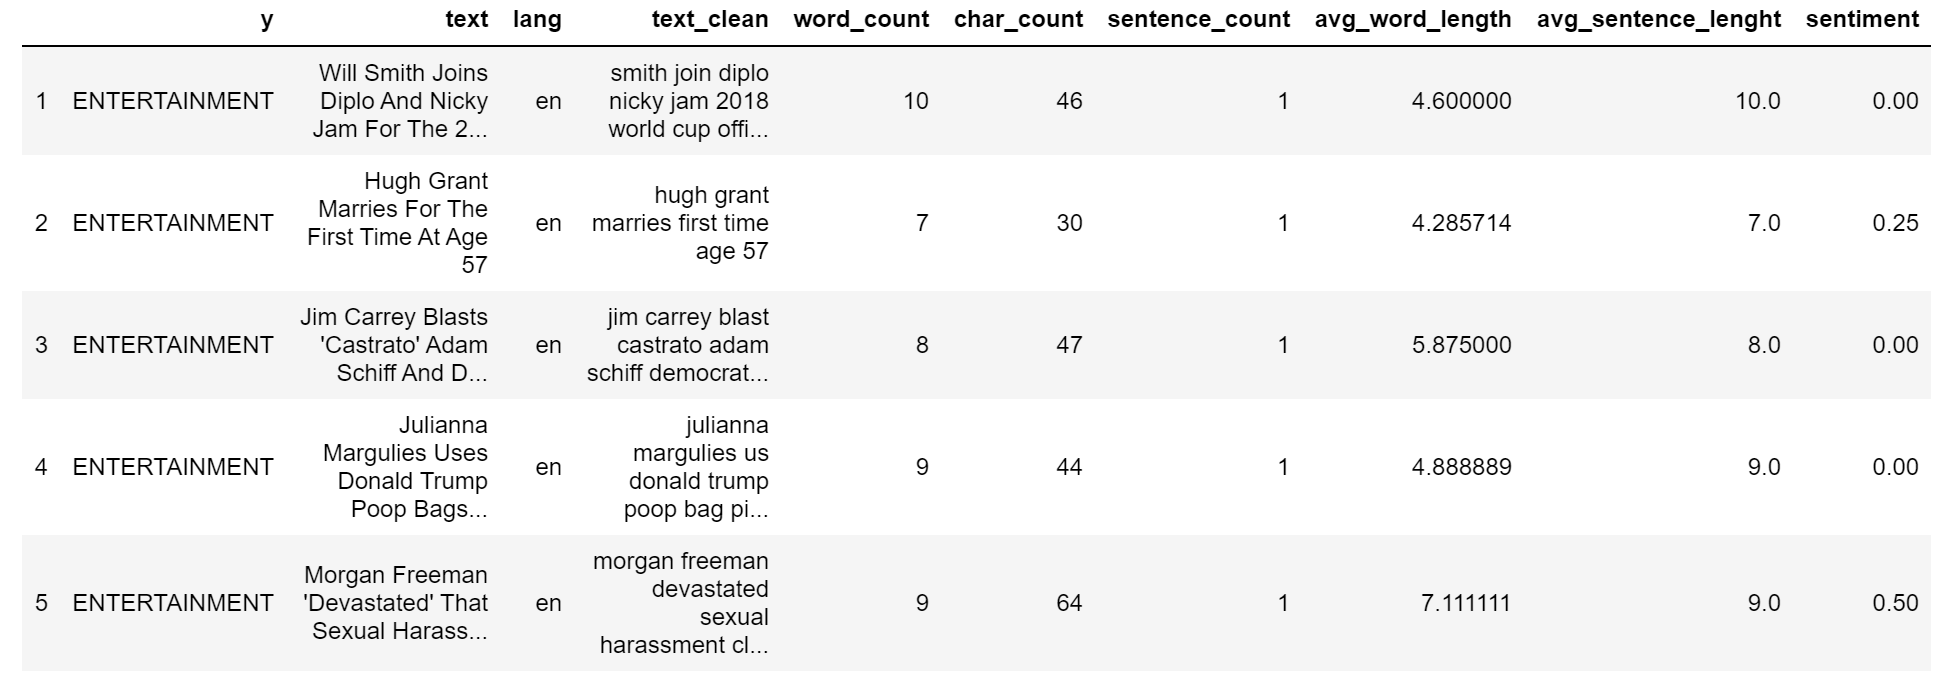 y text lang text_clean word_count char_count sentence_count avg_word_length avg_sentence_lenght sentiment
1 ENTERTAINMENT
Will Smith Joins
Diplo And Nicky
Jam For The 2...
en
smith join diplo
nicky jam 2018
world cup offi...
10 46 1 4.600000 10.0 0.00
2 ENTERTAINMENT
Hugh Grant
Marries For The
First Time At Age
57
en
hugh grant
marries first time
age 57
7 30 1 4.285714 7.0 0.25
3 ENTERTAINMENT
Jim Carrey Blasts
'Castrato' Adam
Schiff And D...
en
jim carrey blast
castrato adam
schiff democrat...
8 47 1 5.875000 8.0 0.00
4 ENTERTAINMENT
Julianna
Margulies Uses
Donald Trump
Poop Bags...
en
julianna
margulies us
donald trump
poop bag pi...
9 44 1 4.888889 9.0 0.00
5 ENTERTAINMENT
Morgan Freeman
'Devastated' That
Sexual Harass...
en
morgan freeman
devastated
sexual
harassment cl...
9 64 1 7.111111 9.0 0.50